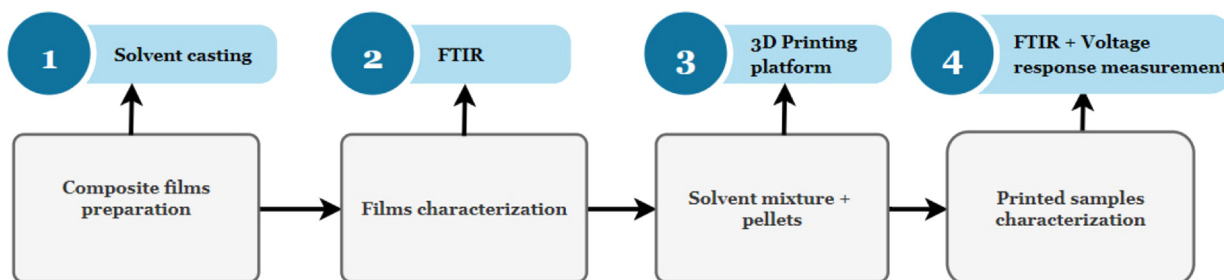 1
Solvent casting
2
FTIR
3
3D Printing
platform
4
FTIR + Voltage
response measurement
Composite films
preparation
Films characterization
Solvent mixture +
pellets
Printed samples
characterization